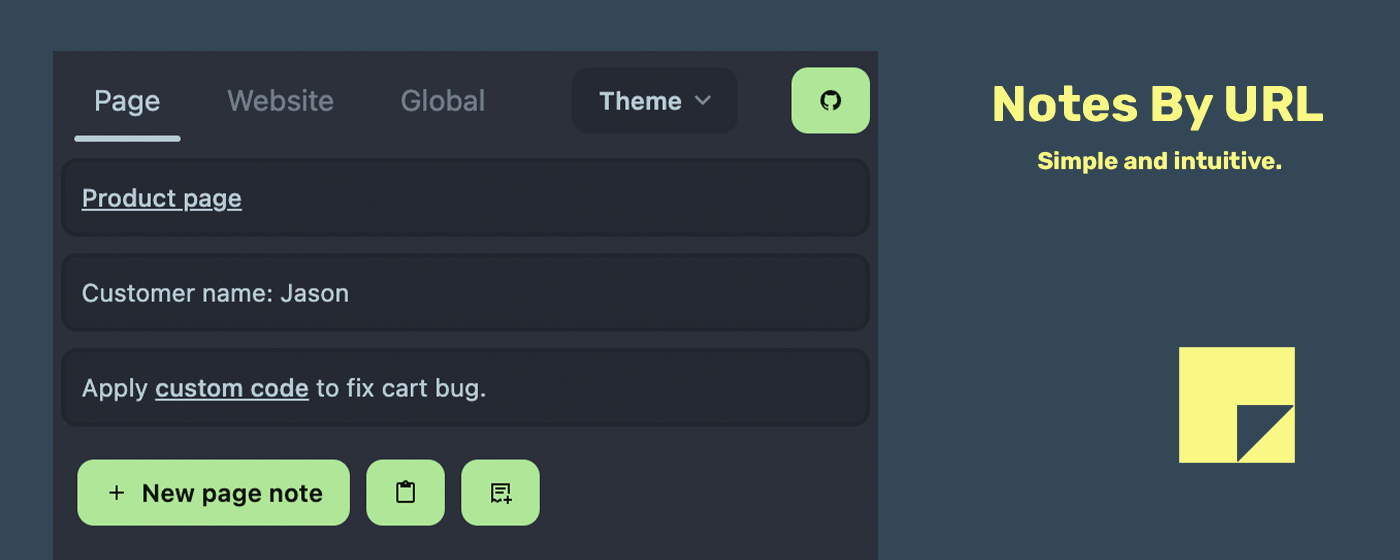 Page Website Global Theme
Product page
Customer name: Jason
Apply custom code to fix cart bug.
+ New page note
Notes By URL
Simple and intuitive.